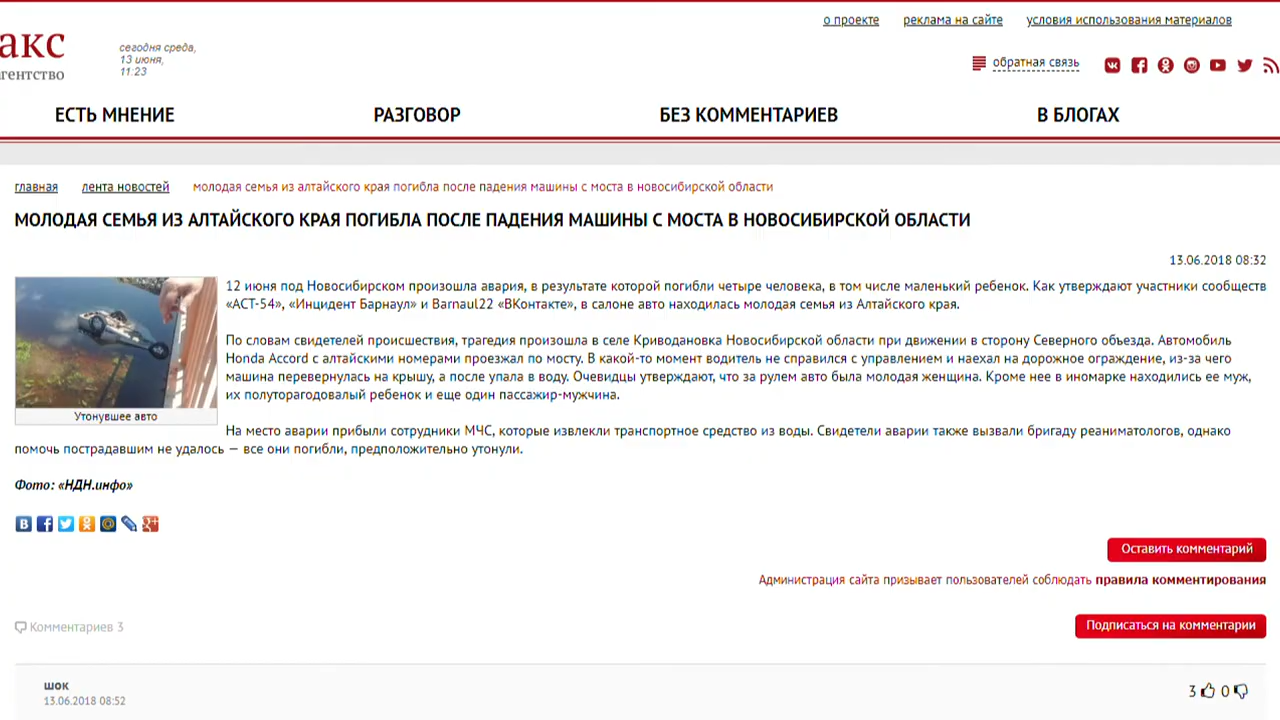 о проекте реклама на сайте условия использования материалов
акс
агентство
сегодня среда,
13 июня,
11:23
обратная связь
ЕСТЬ МНЕНИЕ РАЗГОВОР БЕЗ КОММЕНТАРИЕВ В БЛОГАХ
главная лента новостей молодая семья из алтайского края погибла после падения машины с моста в новосибирской области
МОЛОДАЯ СЕМЬЯ ИЗ АЛТАЙСКОГО КРАЯ ПОГИБЛА ПОСЛЕ ПАДЕНИЯ МАШИНЫ С МОСТА В НОВОСИБИРСКОЙ ОБЛАСТИ
13.06.2018 08:32
12 июня под Новосибирском произошла авария, в результате которой погибли четыре человека, в том числе маленький ребенок. Как утверждают участники сообществ
«АСТ-54», «Инцидент Барнаул» и Barnaul22 «ВКонтакте», в салоне авто находилась молодая семья из Алтайского края.
По словам свидетелей происшествия, трагедия произошла в селе Криводановка Новосибирской области при движении в сторону Северного объезда. Автомобиль
Honda Accord с алтайскими номерами проезжал по мосту. В какой-то момент водитель не справился с управлением и наехал на дорожное ограждение, из-за чего
машина перевернулась на крышу, а после упала в воду. Очевидцы утверждают, что за рулем авто была молодая женщина. Кроме нее в иномарке находились ее муж,
их полуторагодовалый ребенок и еще один пассажир-мужчина.
Утонувшее авто
На место аварии прибыли сотрудники МЧС, которые извлекли транспортное средство из воды. Свидетели аварии также вызвали бригаду реаниматологов, однако
помочь пострадавшим не удалось — все они погибли, предположительно утонули.
Фото: «НДН.инфо»
Оставить комментарий
Администрация сайта призывает пользователей соблюдать правила комментирования
Комментариев 3
Подписаться на комментарии
шок
13.06.2018 08:52
3 0